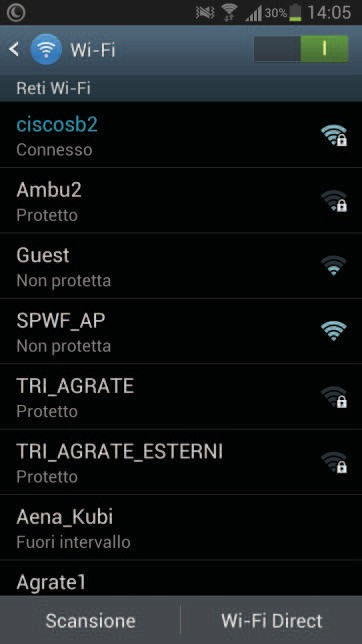 30% 14:05
Wi-Fi
Reti Wi-Fi
ciscosb2
Connesso
Ambu2
Protetto
Guest
Non protetta
SPWF_AP
Non protetta
TRI_AGRATE
Protetto
TRI_AGRATE_ESTERNI
Protetto
Aena_Kubi
Fuori intervallo
Agrate1
Scansione Wi-Fi Direct